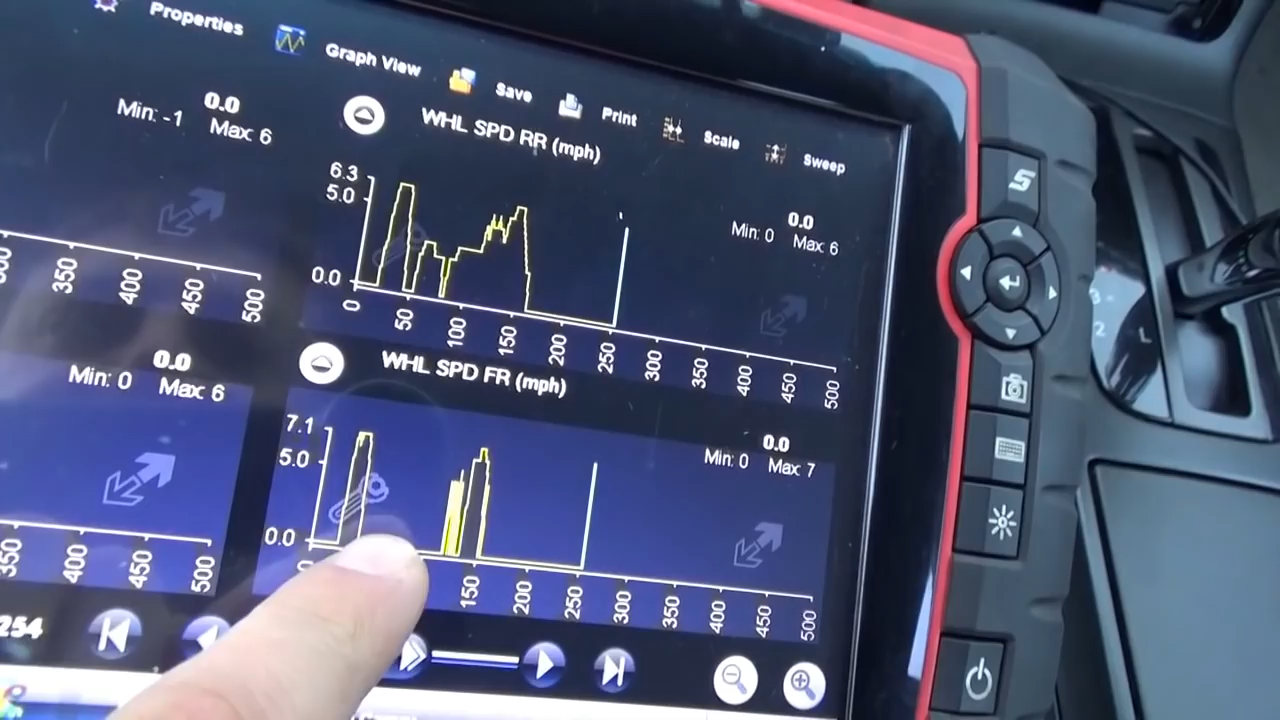 Properties
Graph View
Save
Print
Scale
Sweep
0.0
Min: -1 Max: 6
WHL SPD RR (mph)
6.3
5.0
0.0
0.0
Min: 0 Max: 6
350 400 450 500
0 50 100 150 200 250 300 350 400 450 500
0.0
Min: 0 Max: 6
WHL SPD FR (mph)
7.1
5.0
0.0
0.0
Min: 0 Max: 7
350 400 450 500
150 200 250 300 350 400 450 500
254
S
2 L